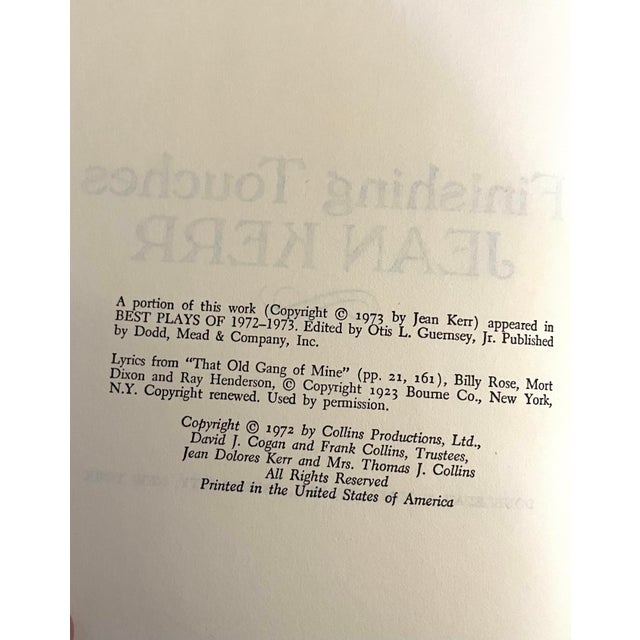 Finishing Touches
JEAN KERR
A portion of this work (Copyright © 1973 by Jean Kerr) appeared in
BEST PLAYS OF 1972–1973. Edited by Otis L. Guernsey, Jr. Published
by Dodd, Mead & Company, Inc.
Lyrics from “That Old Gang of Mine” (pp. 21, 161), Billy Rose, Mort
Dixon and Ray Henderson, © Copyright 1923 Bourne Co., New York,
N.Y. Copyright renewed. Used by permission.
Copyright © 1972 by Collins Productions, Ltd.,
David J. Cogan and Frank Collins, Trustees,
Jean Dolores Kerr and Mrs. Thomas J. Collins
All Rights Reserved
Printed in the United States of America